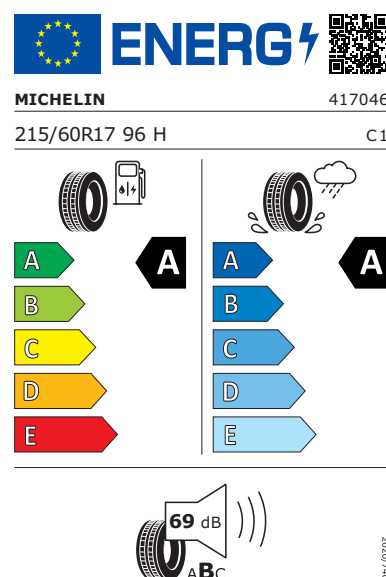 ENERG
MICHELIN 417046
215/60R17 96 H C1
A A A A
B B
C C
D D
E E
69 dB
ABC